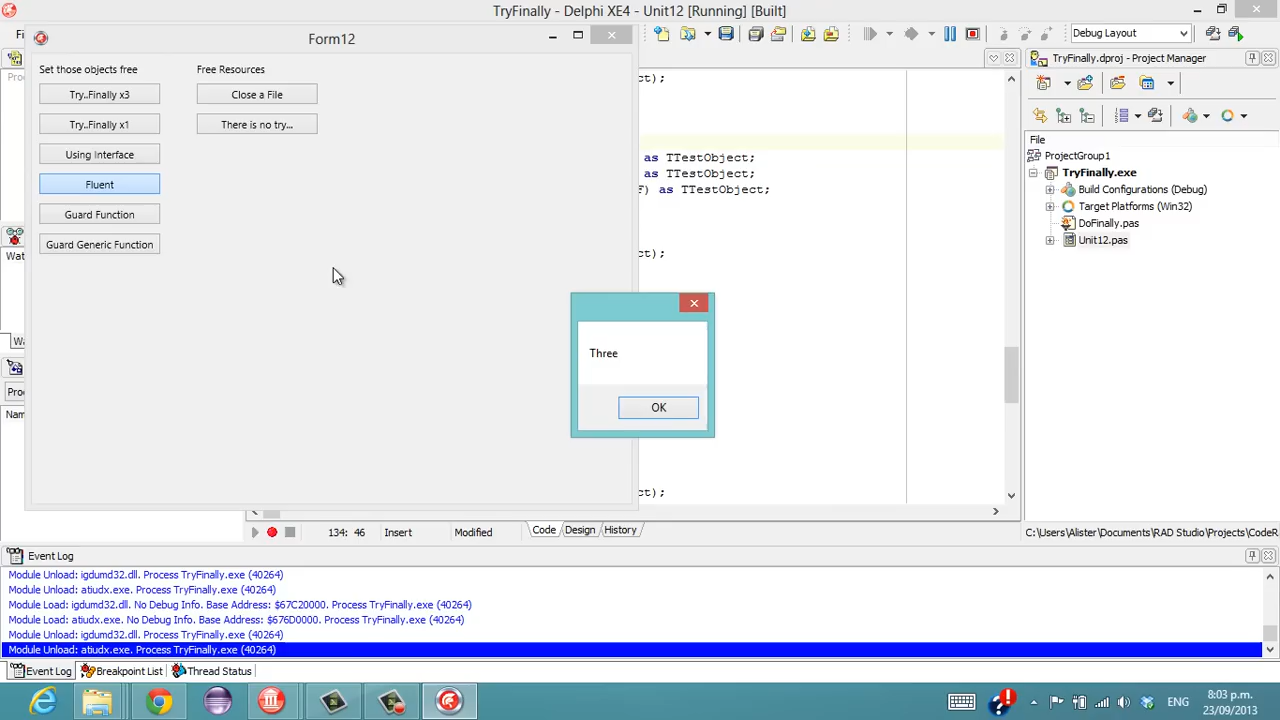 TryFinally - Delphi XE4 - Unit12 [Running] [Built]
Form12
Debug Layout
Set those objects free
Free Resources
Try..Finally x3
Close a File
Try..Finally x1
There is no try...
Using Interface
Fluent
Guard Function
Guard Generic Function
ct);
as TTestObject;
as TTestObject;
F) as TTestObject;
ct);
ct);
Three
OK
TryFinally.dproj - Project Manager
File
ProjectGroup1
TryFinally.exe
Build Configurations (Debug)
Target Platforms (Win32)
DoFinally.pas
Unit12.pas
134: 46
Insert
Modified
Code
Design
History
C:\Users\Alister\Documents\RAD Studio\Projects\CodeR
Event Log
Module Unload: igdumd32.dll. Process TryFinally.exe (40264)
Module Unload: atiudx.exe. Process TryFinally.exe (40264)
Module Load: igdumd32.dll. No Debug Info. Base Address: $67C20000. Process TryFinally.exe (40264)
Module Load: atiudx.exe. No Debug Info. Base Address: $676D0000. Process TryFinally.exe (40264)
Module Unload: igdumd32.dll. Process TryFinally.exe (40264)
Module Unload: atiudx.exe. Process TryFinally.exe (40264)
Event Log
Breakpoint List
Thread Status
ENG
8:03 p.m.
23/09/2013